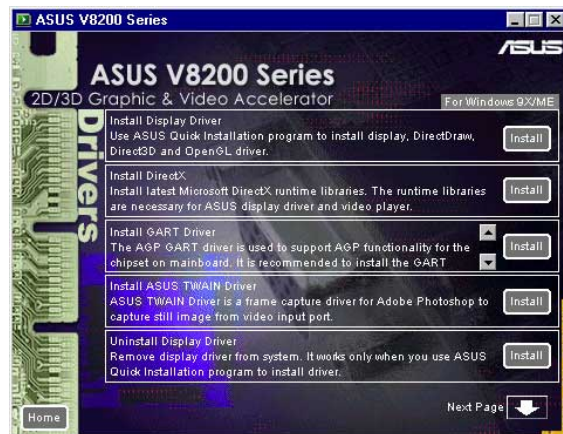 ASUS V8200 Series
ASUS
ASUS V8200 Series
2D/3D Graphic & Video Accelerator
For Windows 9X/ME
Drivers
Install Display Driver
Use ASUS Quick Installation program to install display, DirectDraw,
Direct3D and OpenGL driver.
Install
Install DirectX
Install latest Microsoft DirectX runtime libraries. The runtime libraries
are necessary for ASUS display driver and video player.
Install
Install GART Driver
The AGP GART driver is used to support AGP functionality for the
chipset on mainboard. It is recommended to install the GART
Install
Install ASUS TWAIN Driver
ASUS TWAIN Driver is a frame capture driver for Adobe Photoshop to
capture still image from video input port.
Install
Uninstall Display Driver
Remove display driver from system. It works only when you use ASUS
Quick Installation program to install driver.
Install
Next Page
Home